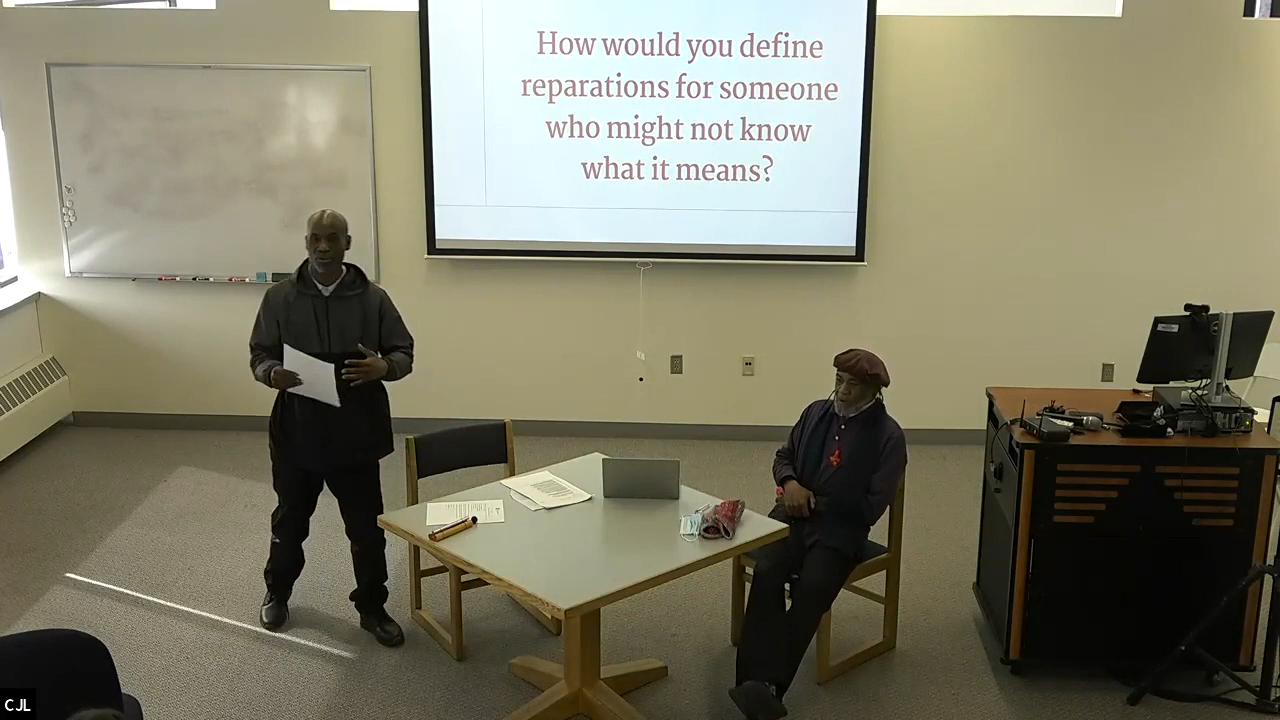 How would you define
reparations for someone
who might not know
what it means?
CJL